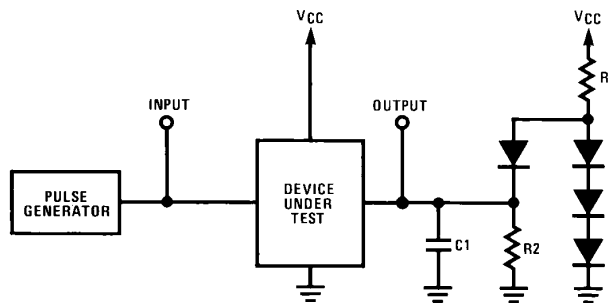 VCC
VCC
R
INPUT
OUTPUT
PULSE
GENERATOR
DEVICE
UNDER
TEST
C1
R2